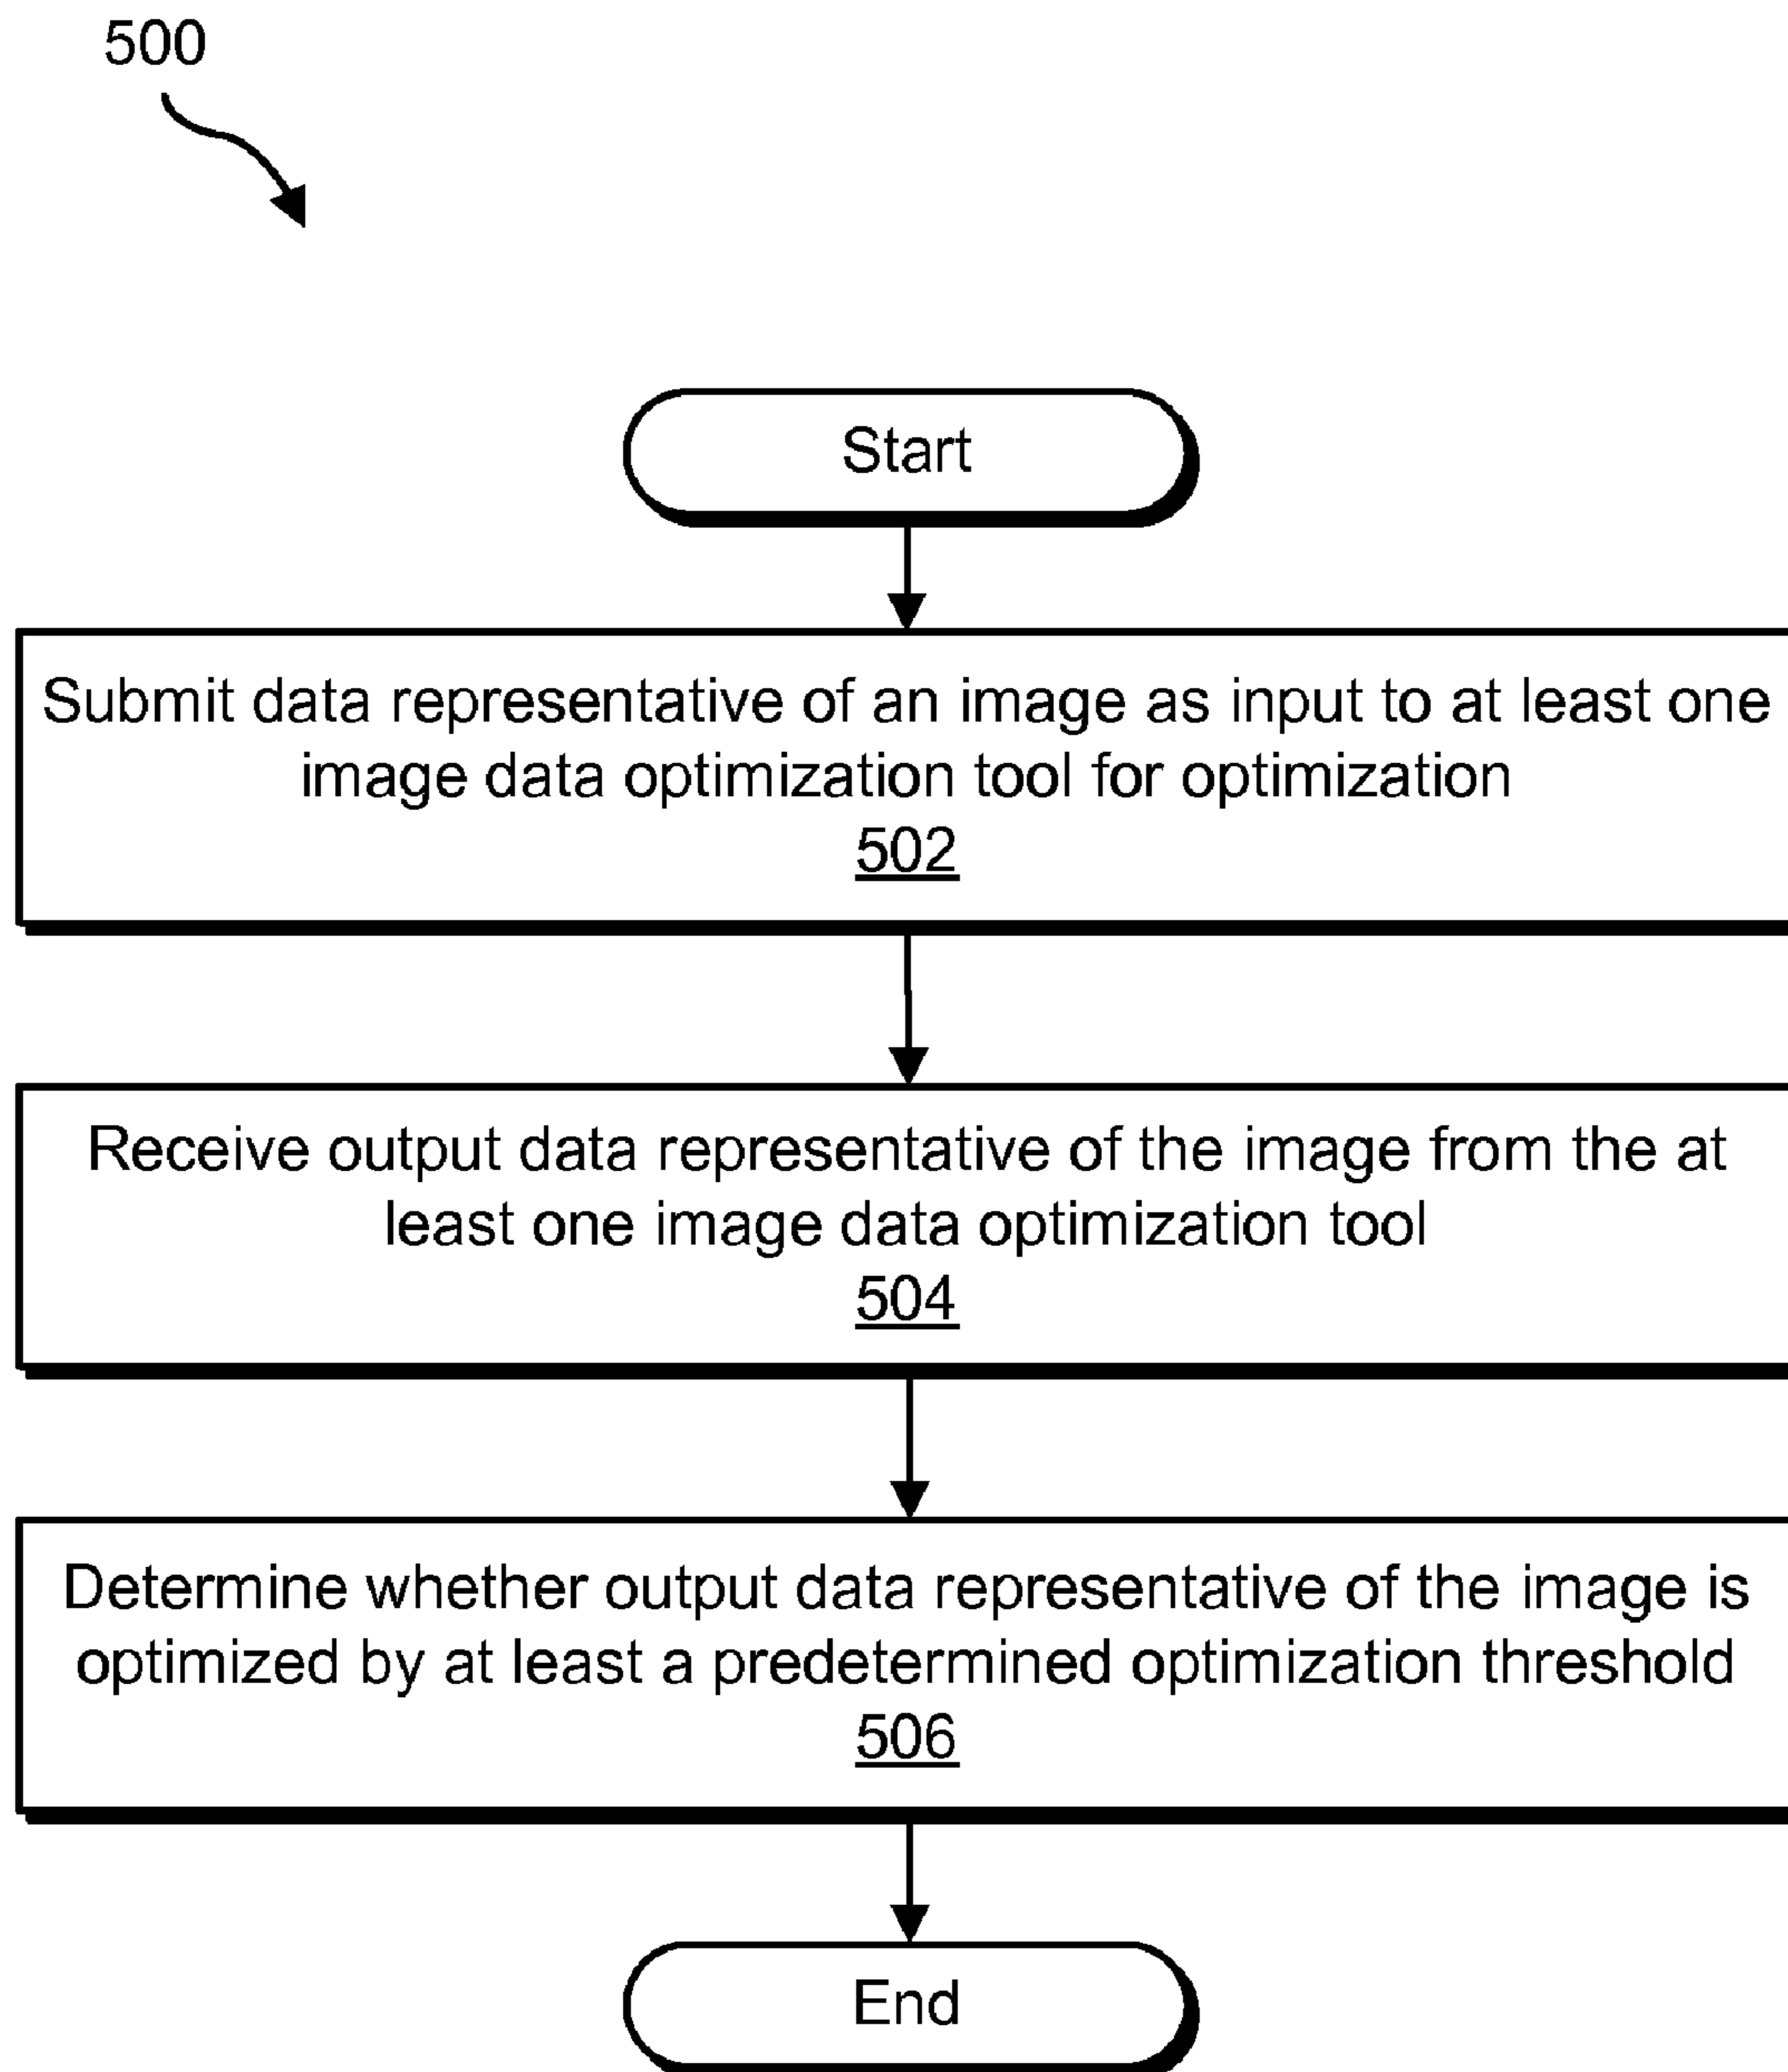 500
Start
Submit data representative of an image as input to at least one
image data optimization tool for optimization
502
Receive output data representative of the image from the at
least one image data optimization tool
504
Determine whether output data representative of the image is
optimized by at least a predetermined optimization threshold
506
End